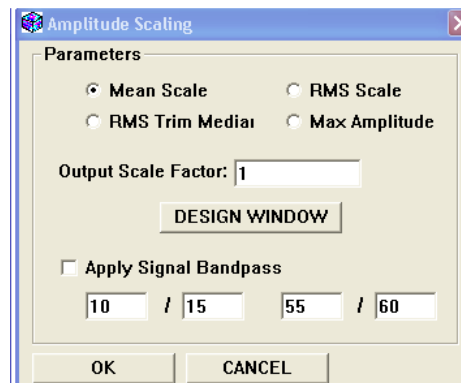 Amplitude Scaling
Parameters
Mean Scale RMS Scale
RMS Trim Media Max Amplitude
Output Scale Factor: 1
DESIGN WINDOW
Apply Signal Bandpass
10 / 15 55 / 60
OK CANCEL